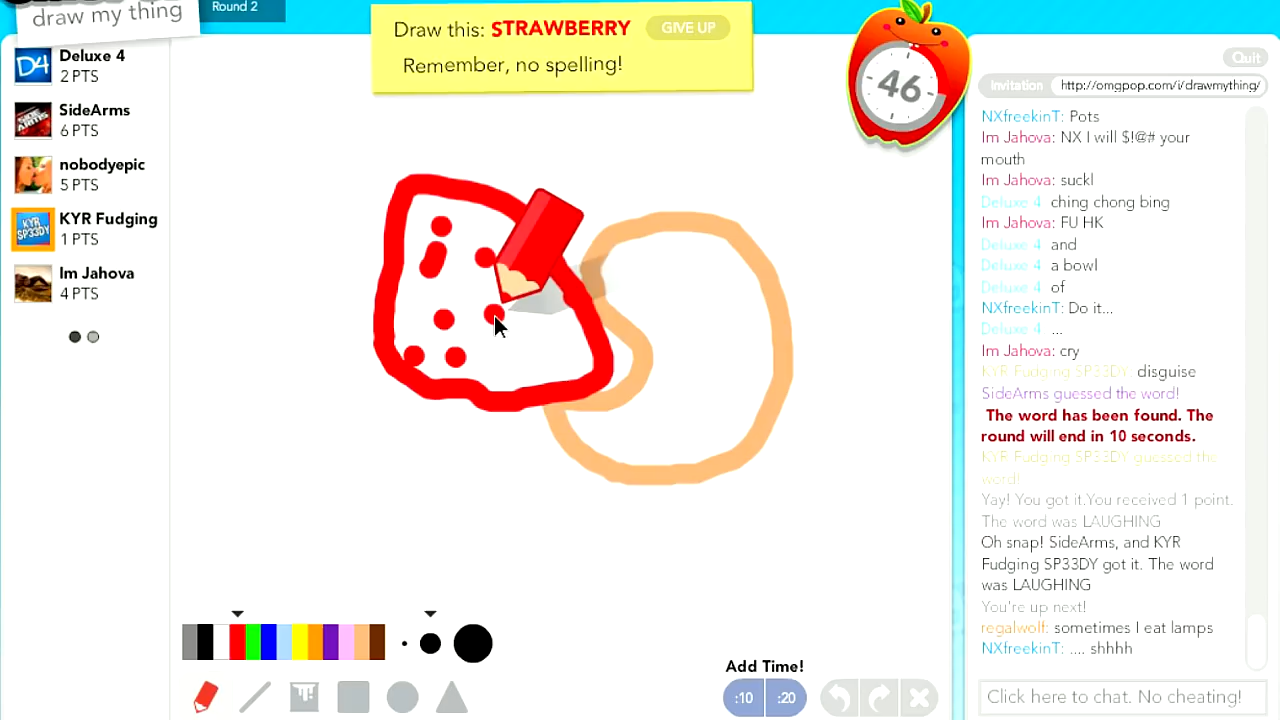 draw my thing
Round 2
Draw this: STRAWBERRY
GIVE UP
Remember, no spelling!
46
Deluxe 4
2 PTS
SideArms
6 PTS
nobodyepic
5 PTS
KYR Fudging
1 PTS
Im Jahova
4 PTS
D4
SIDE ARMS
KYR SP33DY
Quit
Invitation http://omgpop.com/i/drawmything/
NXfreekinT: Pots
Im Jahova: NX I will $!@# your
mouth
Im Jahova: suckl
Deluxe 4 ching chong bing
Im Jahova: FU HK
Deluxe 4 and
Deluxe 4 a bowl
Deluxe 4 of
NXfreekinT: Do it...
Deluxe 4 ...
Im Jahova: cry
KYR Fudging SP33DY: disguise
SideArms guessed the word!
The word has been found. The
round will end in 10 seconds.
KYR Fudging SP33DY guessed the
word!
Yay! You got it.You received 1 point.
The word was LAUGHING
Oh snap! SideArms, and KYR
Fudging SP33DY got it. The word
was LAUGHING
You're up next!
regalwolf: sometimes I eat lamps
NXfreekinT: .... shhhh
Click here to chat. No cheating!
Add Time!
:10 :20